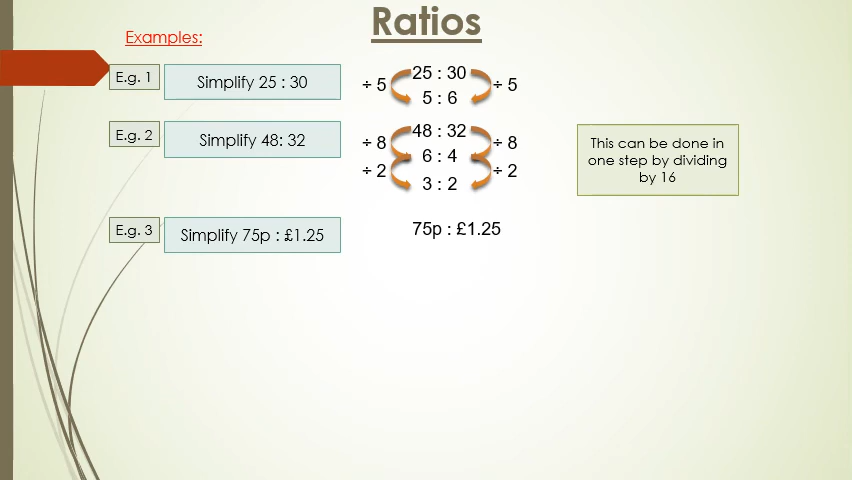 Ratios
Examples:
E.g. 1
Simplify 25 : 30
÷ 5
25 : 30
÷ 5
5 : 6
E.g. 2
Simplify 48: 32
÷ 8
48 : 32
÷ 8
6 : 4
÷ 2
÷ 2
3 : 2
This can be done in
one step by dividing
by 16
E.g. 3
Simplify 75p : £1.25
75p : £1.25